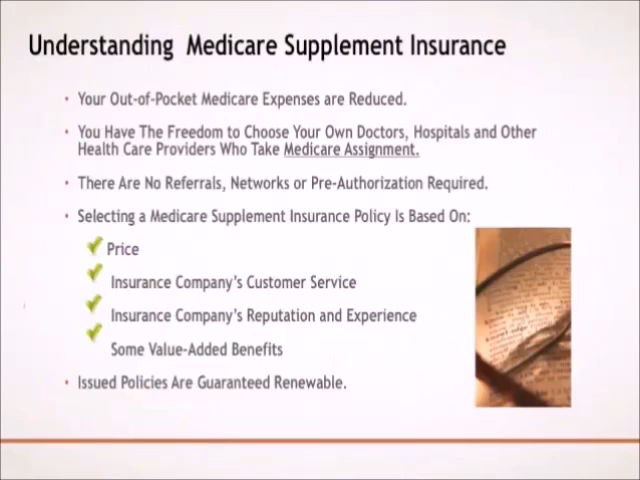 Understanding Medicare Supplement Insurance
• Your Out-of-Pocket Medicare Expenses are Reduced.
• You Have The Freedom to Choose Your Own Doctors, Hospitals and Other
Health Care Providers Who Take Medicare Assignment.
• There Are No Referrals, Networks or Pre-Authorization Required.
• Selecting a Medicare Supplement Insurance Policy Is Based On:
Price
Insurance Company's Customer Service
Insurance Company's Reputation and Experience
Some Value-Added Benefits
• Issued Policies Are Guaranteed Renewable.